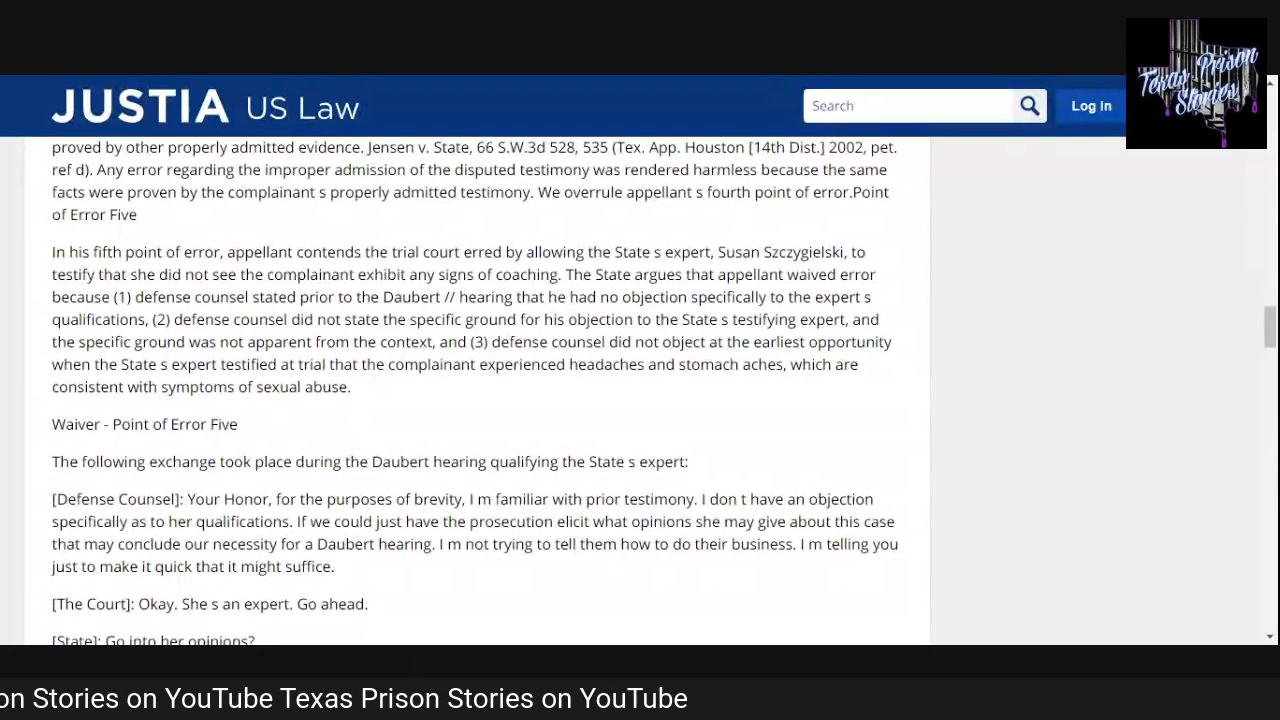 Texas Prison
Stories
JUSTIA US Law
Search
Log In
proved by other properly admitted evidence. Jensen v. State, 66 S.W.3d 528, 535 (Tex. App. Houston [14th Dist.] 2002, pet.
ref d). Any error regarding the improper admission of the disputed testimony was rendered harmless because the same
facts were proven by the complainant s properly admitted testimony. We overrule appellant s fourth point of error.Point
of Error Five
In his fifth point of error, appellant contends the trial court erred by allowing the State s expert, Susan Szczygielski, to
testify that she did not see the complainant exhibit any signs of coaching. The State argues that appellant waived error
because (1) defense counsel stated prior to the Daubert // hearing that he had no objection specifically to the expert s
qualifications, (2) defense counsel did not state the specific ground for his objection to the State s testifying expert, and
the specific ground was not apparent from the context, and (3) defense counsel did not object at the earliest opportunity
when the State s expert testified at trial that the complainant experienced headaches and stomach aches, which are
consistent with symptoms of sexual abuse.
Waiver - Point of Error Five
The following exchange took place during the Daubert hearing qualifying the State s expert:
[Defense Counsel]: Your Honor, for the purposes of brevity, I m familiar with prior testimony. I don t have an objection
specifically as to her qualifications. If we could just have the prosecution elicit what opinions she may give about this case
that may conclude our necessity for a Daubert hearing. I m not trying to tell them how to do their business. I m telling you
just to make it quick that it might suffice.
[The Court]: Okay. She s an expert. Go ahead.
[State]: Go into her opinions?
on Stories on YouTube Texas Prison Stories on YouTube